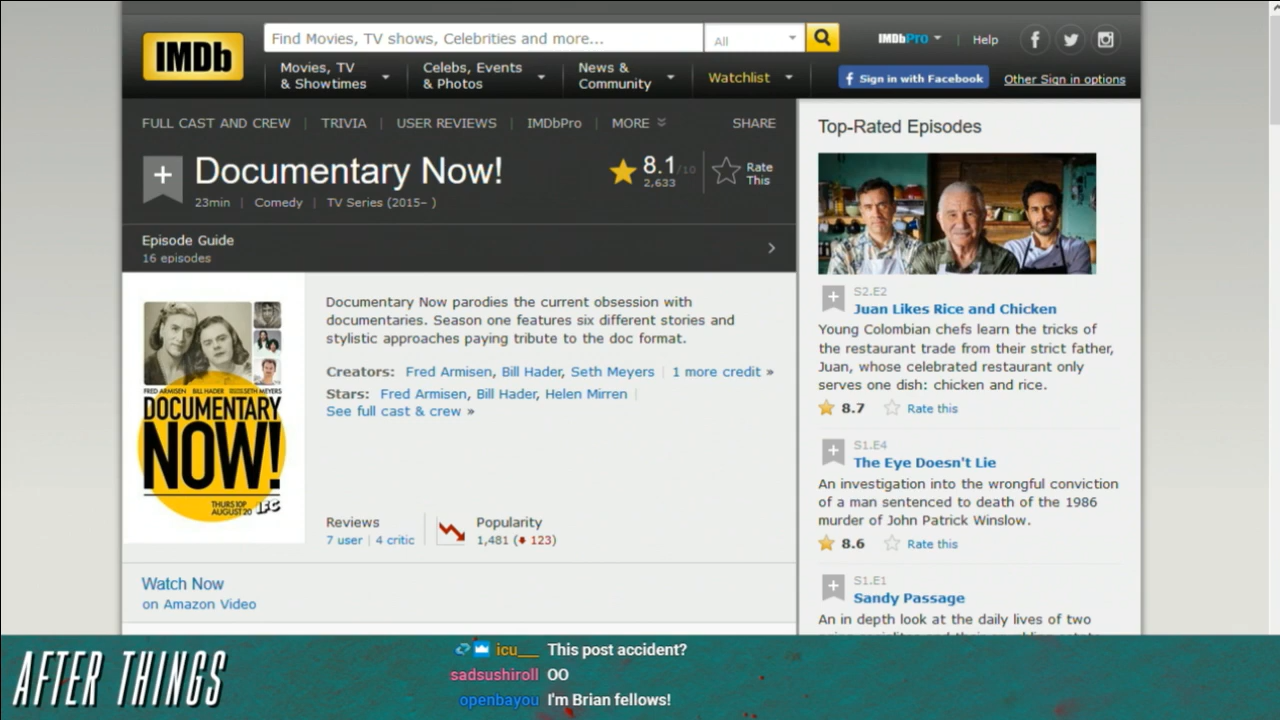 IMDb
Find Movies, TV shows, Celebrities and more...
All
IMDbPro
Help
Movies, TV & Showtimes
Celebs, Events & Photos
News & Community
Watchlist
Sign in with Facebook
Other Sign in options
FULL CAST AND CREW | TRIVIA | USER REVIEWS | IMDbPro | MORE
SHARE
Documentary Now!
8.1/10
2,633
Rate This
23min | Comedy | TV Series (2015– )
Episode Guide
16 episodes
FRED ARMISEN BILL HADER
DOCUMENTARY
NOW!
THURS 10P
AUGUST 20 IFC
Documentary Now parodies the current obsession with
documentaries. Season one features six different stories and
stylistic approaches paying tribute to the doc format.
Creators: Fred Armisen, Bill Hader, Seth Meyers | 1 more credit »
Stars: Fred Armisen, Bill Hader, Helen Mirren |
See full cast & crew »
Reviews
7 user | 4 critic
Popularity
1,481 (123)
Watch Now
on Amazon Video
Top-Rated Episodes
S2.E2
Juan Likes Rice and Chicken
Young Colombian chefs learn the tricks of
the restaurant trade from their strict father,
Juan, whose celebrated restaurant only
serves one dish: chicken and rice.
8.7 Rate this
S1.E4
The Eye Doesn't Lie
An investigation into the wrongful conviction
of a man sentenced to death of the 1986
murder of John Patrick Winslow.
8.6 Rate this
S1.E1
Sandy Passage
An in depth look at the daily lives of two
AFTER THINGS
icu__ This post accident?
sadsushiroll OO
openbayou I'm Brian fellows!